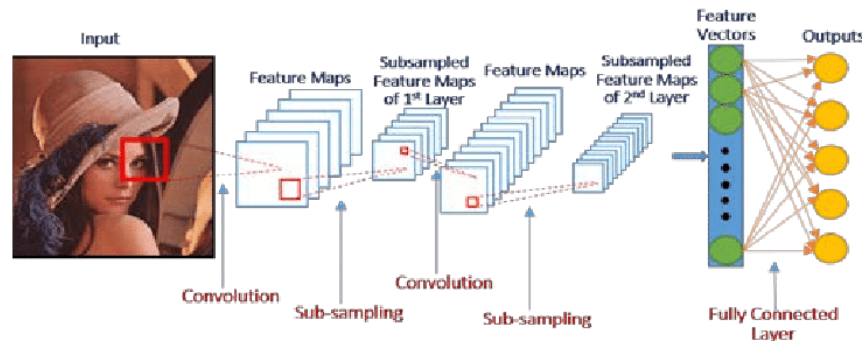 Input
Feature Maps
Subsampled
Feature Maps
of 1st Layer
Feature Maps
Subsampled
Feature Maps
of 2nd Layer
Feature
Vectors
Outputs
Convolution
Sub-sampling
Convolution
Sub-sampling
Fully Connected
Layer